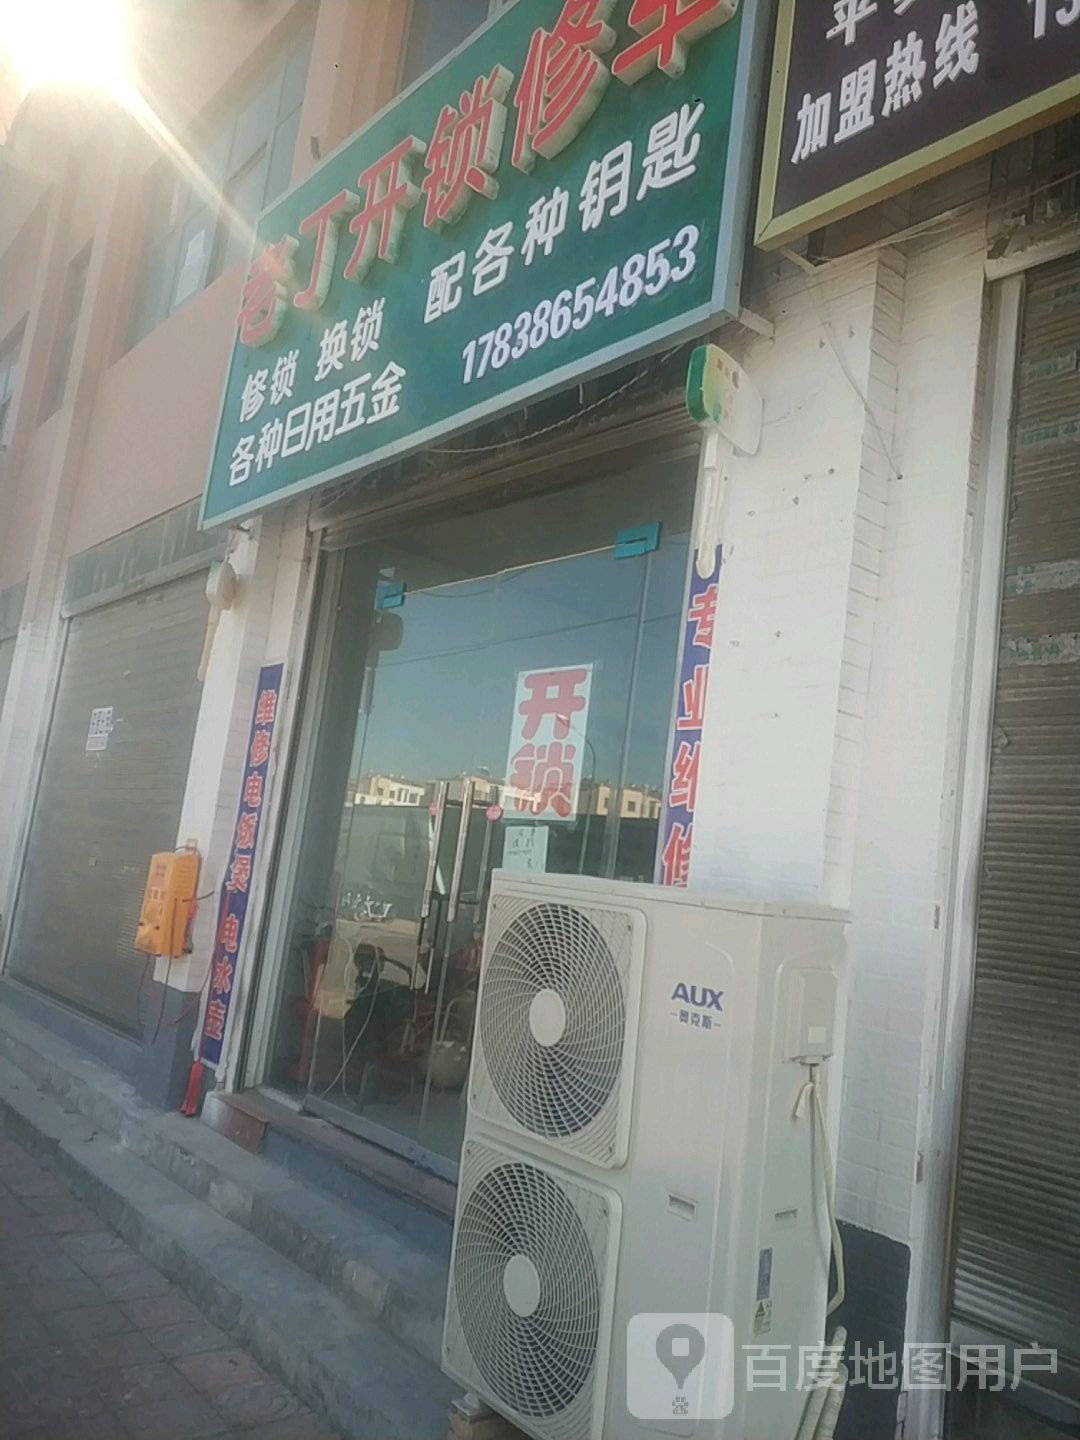 老丁开锁修车
修锁 换锁 配各种钥匙
各种日用五金 17838654853
加盟热线
开锁
专业维修
维修电饭煲 电水壶
AUX
奥克斯
百度地图用户